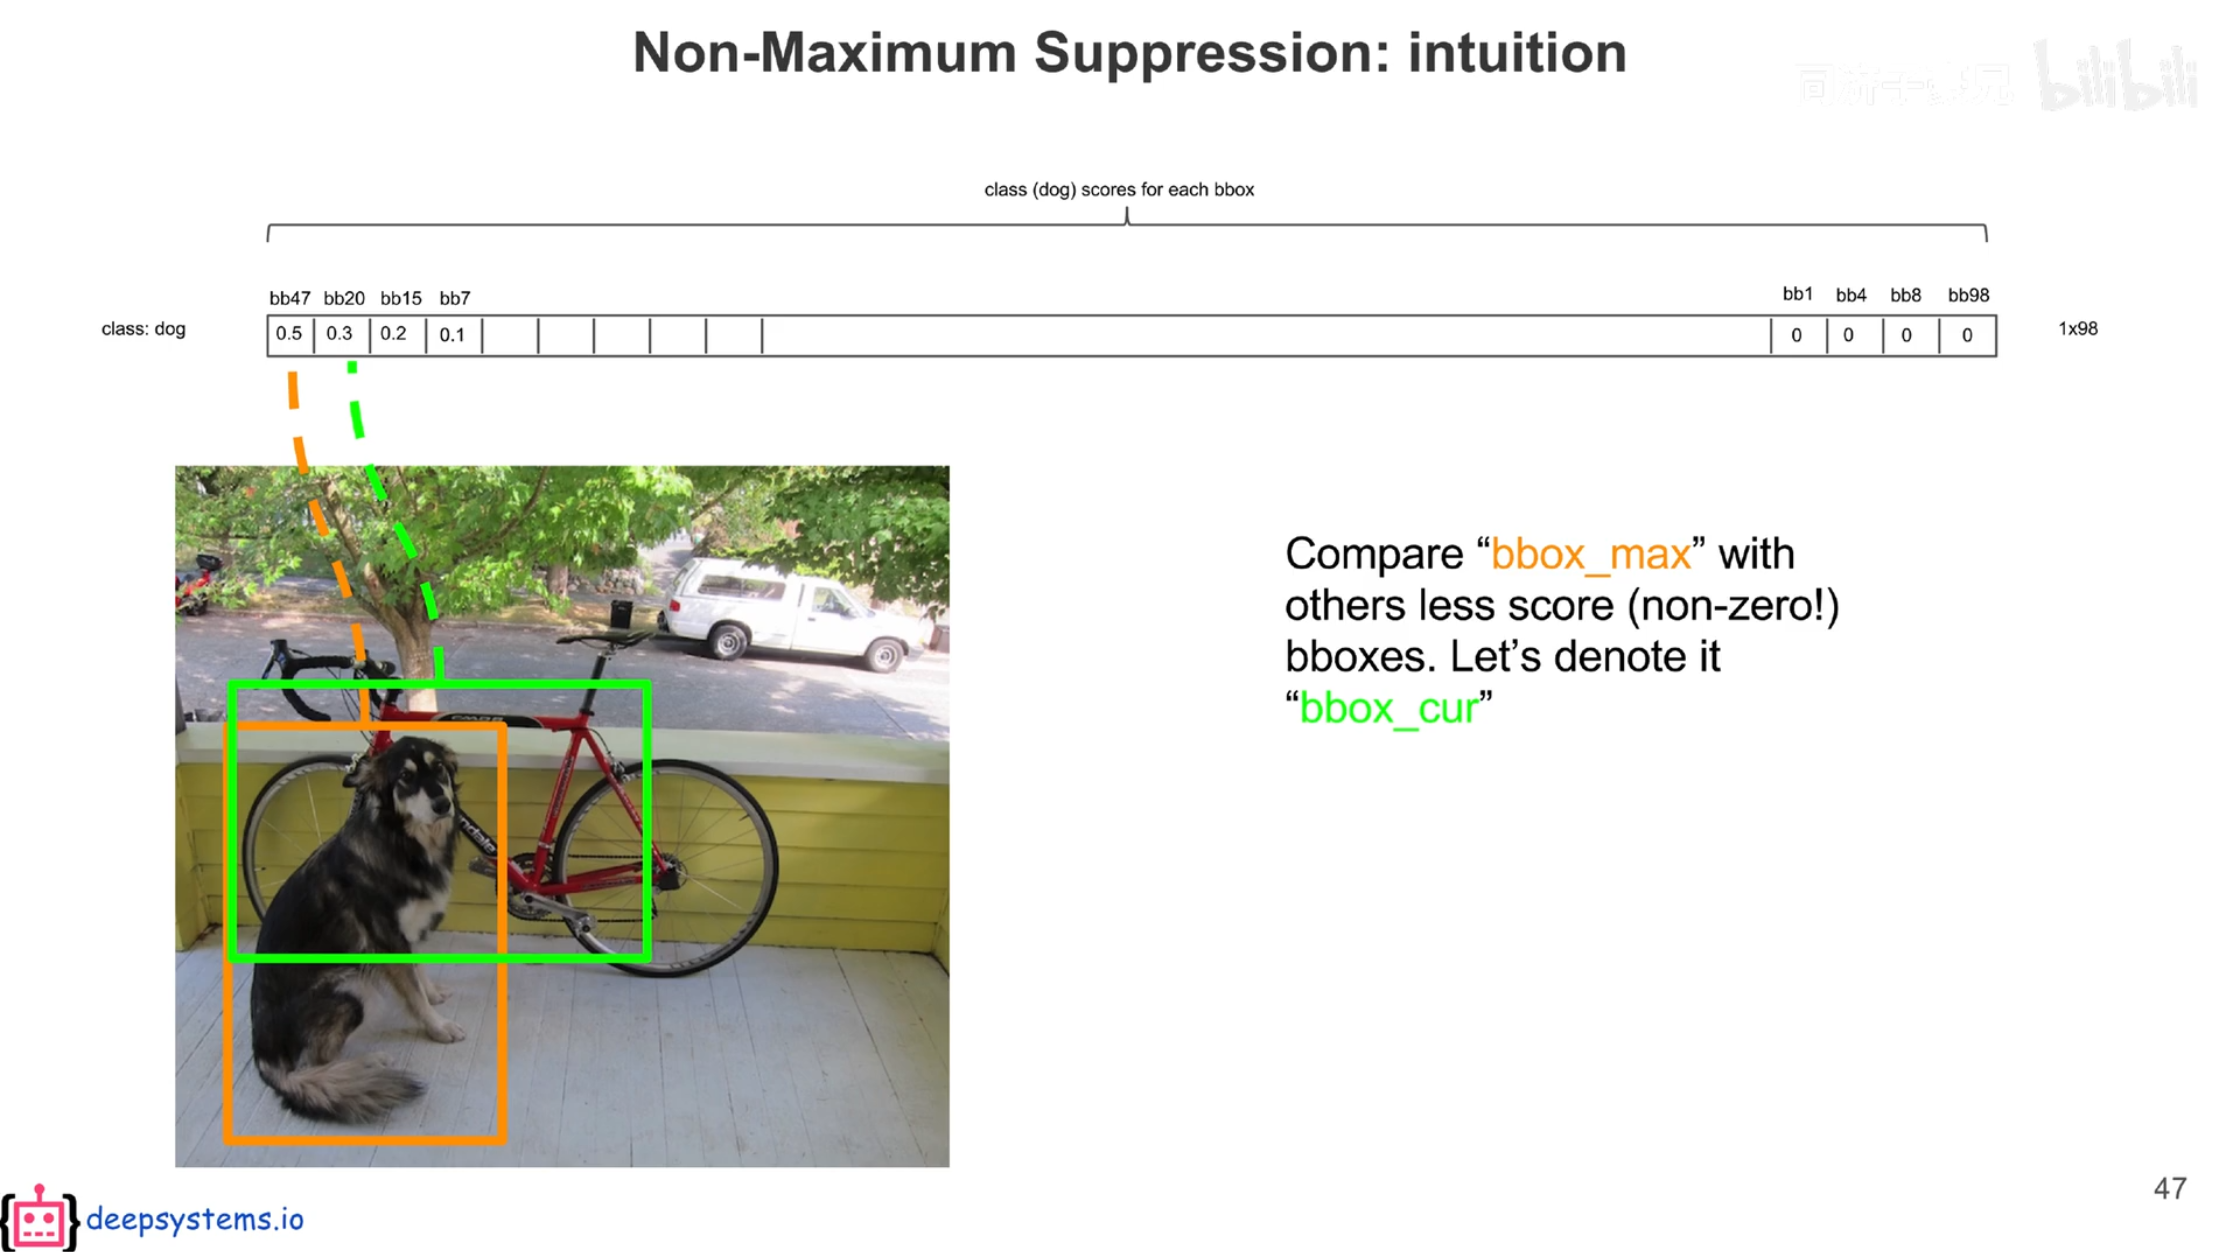 Non-Maximum Suppression: intuition
bilibili
class (dog) scores for each bbox
bb47 bb20 bb15 bb7 bb1 bb4 bb8 bb98
class: dog 0.5 0.3 0.2 0.1 0 0 0 0 1x98
Compare “bbox_max” with
others less score (non-zero!)
bboxes. Let’s denote it
“bbox_cur”
47
deepsystems.io